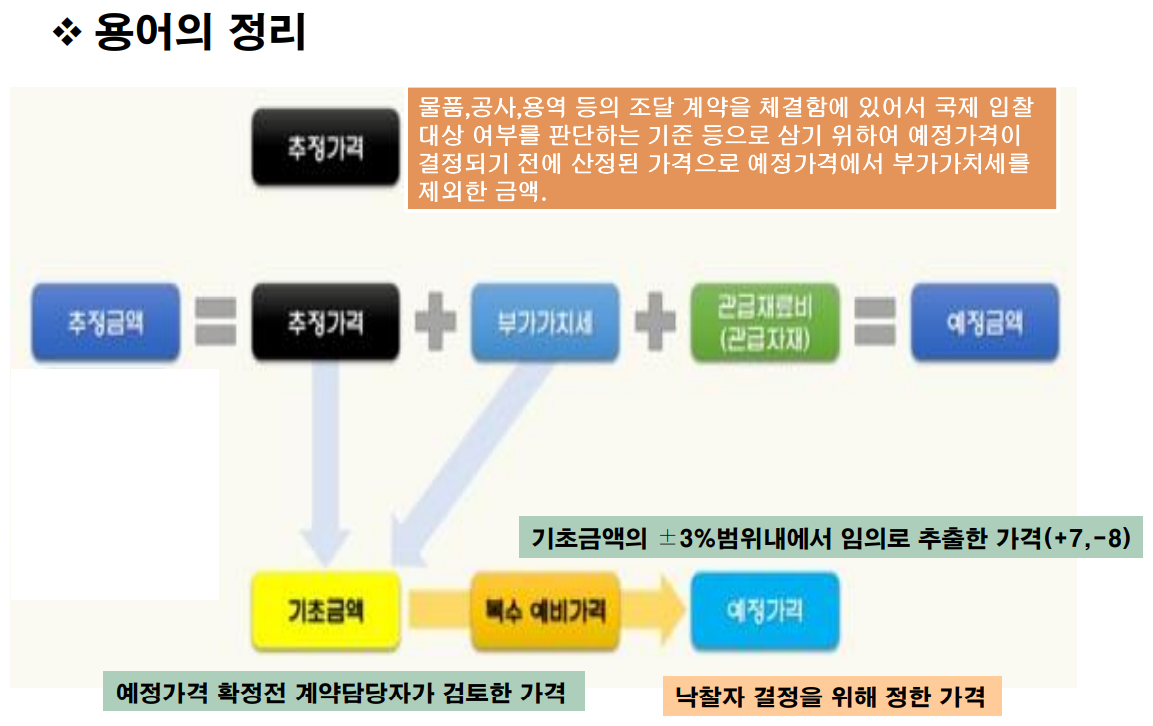 ❖ 용어의 정리
추정가격
물품,공사,용역 등의 조달 계약을 체결함에 있어서 국제 입찰
대상 여부를 판단하는 기준 등으로 삼기 위하여 예정가격이
결정되기 전에 산정된 가격으로 예정가격에서 부가가치세를
제외한 금액.
추정금액 = 추정가격 + 부가가치세 + 관급재료비 = 예정금액
(관급자재)
기초금액의 ±3%범위내에서 임의로 추출한 가격(+7,-8)
기초금액 복수 예비가격 예정가격
예정가격 확정전 계약담당자가 검토한 가격
낙찰자 결정을 위해 정한 가격